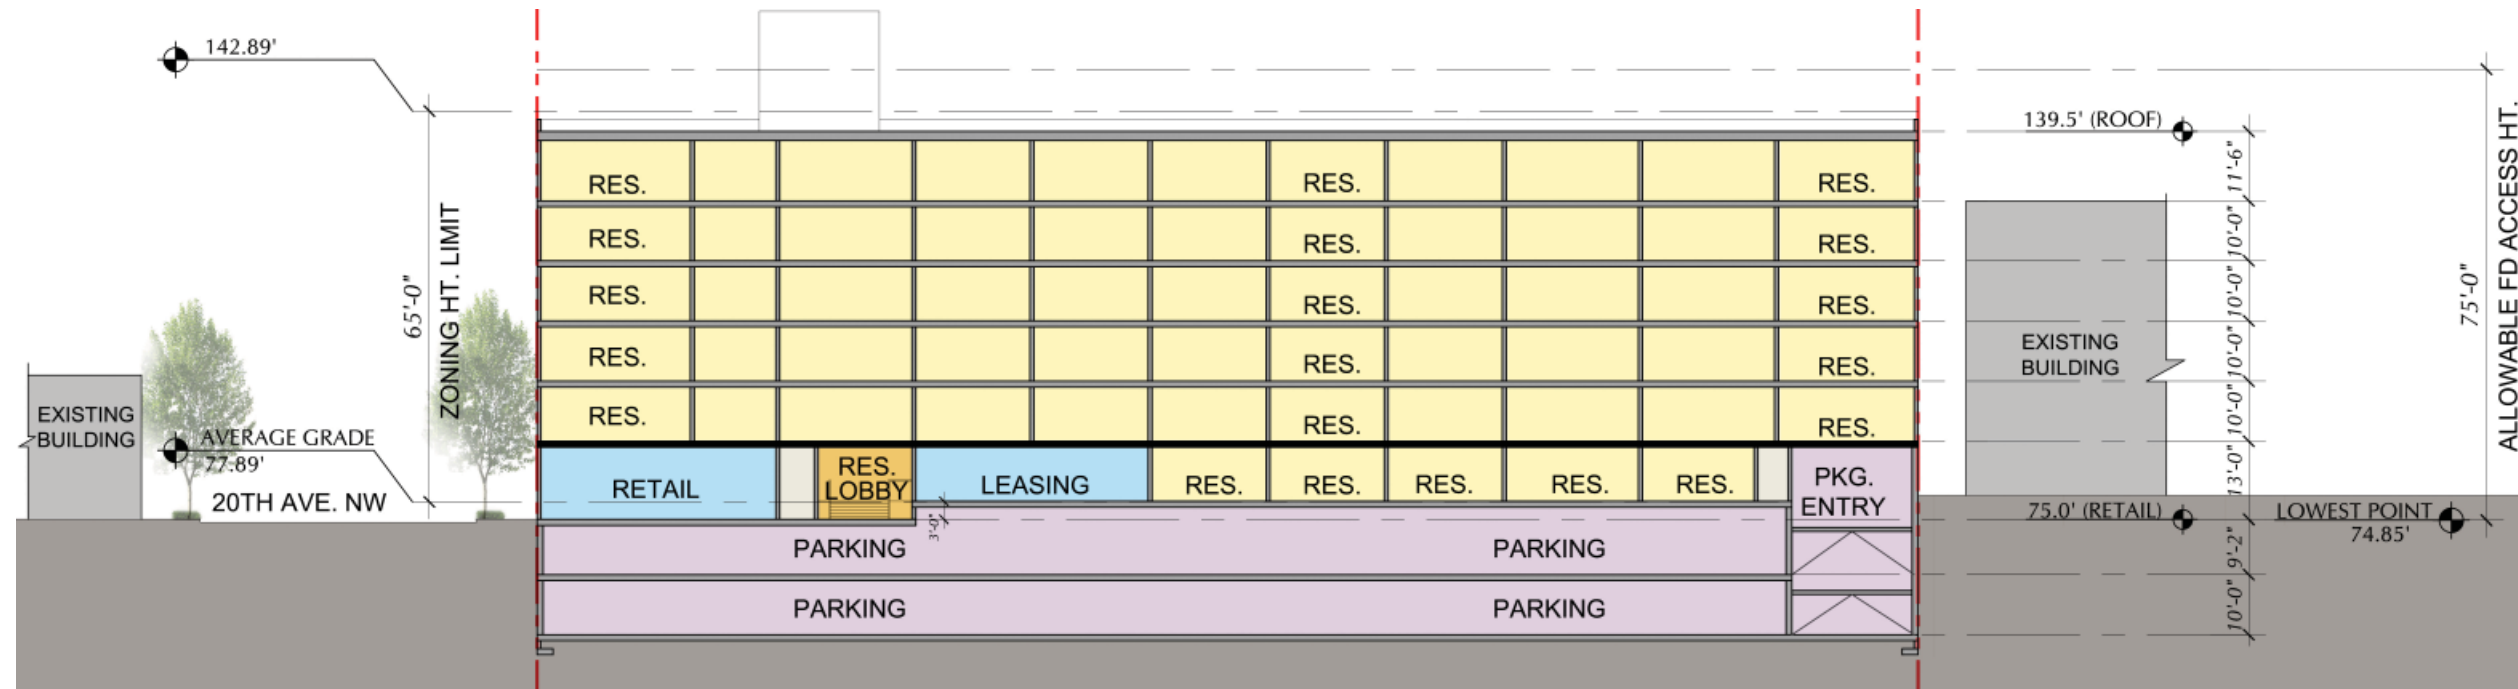 142.89'
139.5' (ROOF)
11'-6"
ALLOWABLE FD ACCESS HT.
75'-0"
65'-0"
ZONING HT. LIMIT
RES.
RES.
RES.
RES.
RES.
RES.
10'-0"
RES.
RES.
RES.
10'-0"
EXISTING
BUILDING
RES.
RES.
RES.
10'-0"
EXISTING
BUILDING
RES.
RES.
RES.
10'-0"
AVERAGE GRADE
77.89'
20TH AVE. NW
RETAIL
RES.
LOBBY
LEASING
RES.
RES.
RES.
RES.
RES.
PKG.
ENTRY
13'-0"
3'-0"
75.0' (RETAIL)
LOWEST POINT
74.85'
PARKING
PARKING
9'-2"
PARKING
PARKING
10'-0"